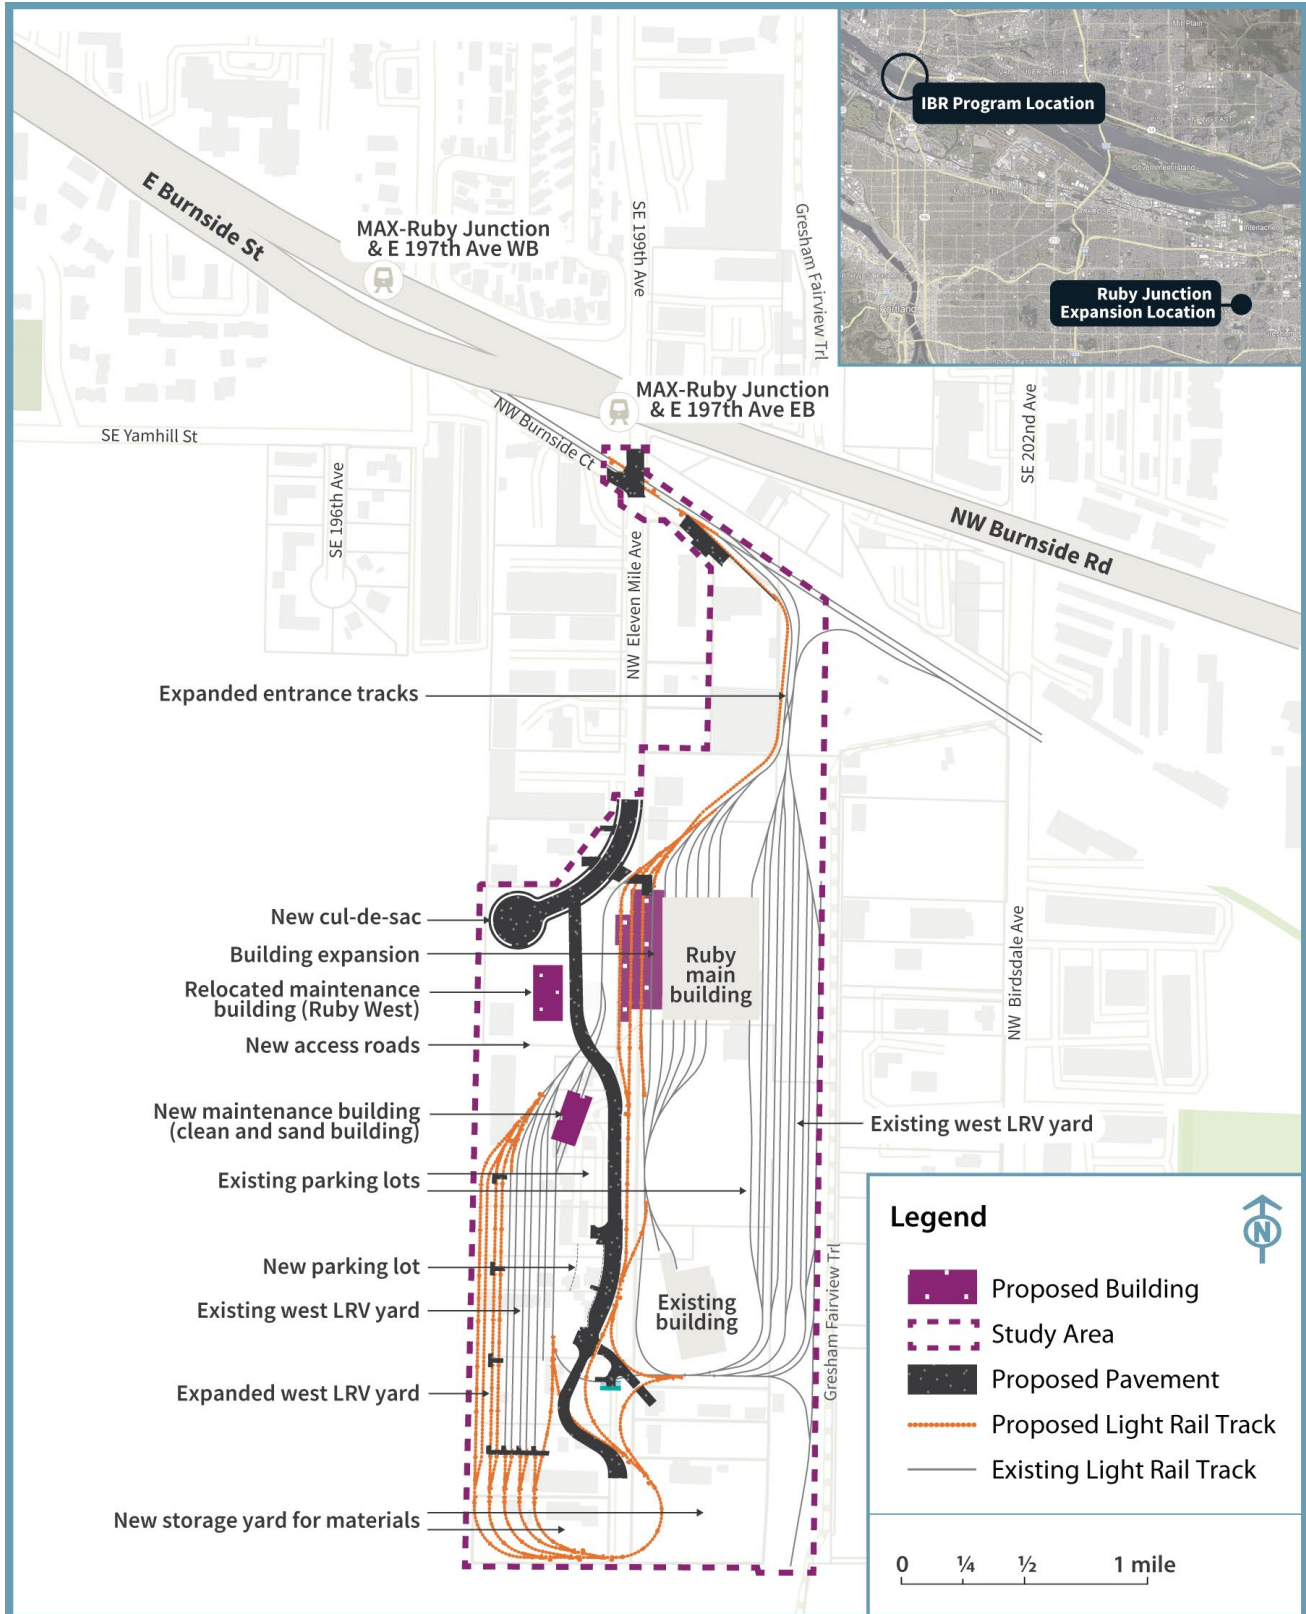 IBR Program Location
Government Island
Ruby Junction
Expansion Location
E Burnside St
MAX-Ruby Junction
& E 197th Ave WB
SE 199th Ave
Gresham Fairview Trl
MAX-Ruby Junction
& E 197th Ave EB
NW Burnside Ct
SE Yamhill St
SE 196th Ave
SE 202nd Ave
NW Burnside Rd
NW Eleven Mile Ave
Expanded entrance tracks
New cul-de-sac
Building expansion
Ruby
main
building
Relocated maintenance
building (Ruby West)
New access roads
NW Birdsdale Ave
New maintenance building
(clean and sand building)
Existing west LRV yard
Existing parking lots
New parking lot
Existing west LRV yard
Existing
building
Gresham Fairview Trl
Expanded west LRV yard
New storage yard for materials
Legend
N
Proposed Building
Study Area
Proposed Pavement
Proposed Light Rail Track
Existing Light Rail Track
0 ¼ ½ 1 mile